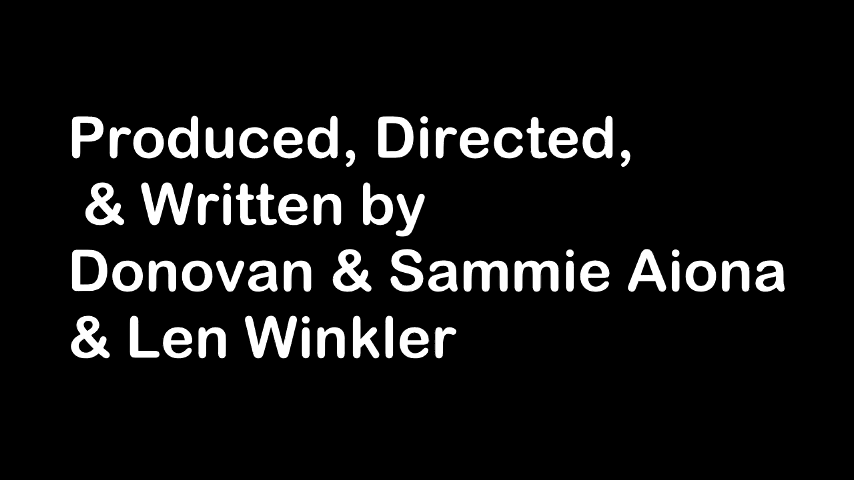 Produced, Directed,
& Written by
Donovan & Sammie Aiona
& Len Winkler